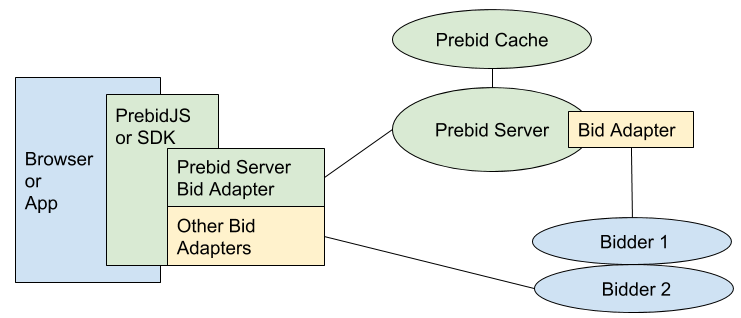 Prebid Cache
PrebidJS
or SDK
Browser
or
App
Prebid Server
Bid Adapter
Other Bid
Adapters
Prebid Server
Bid Adapter
Bidder 1
Bidder 2